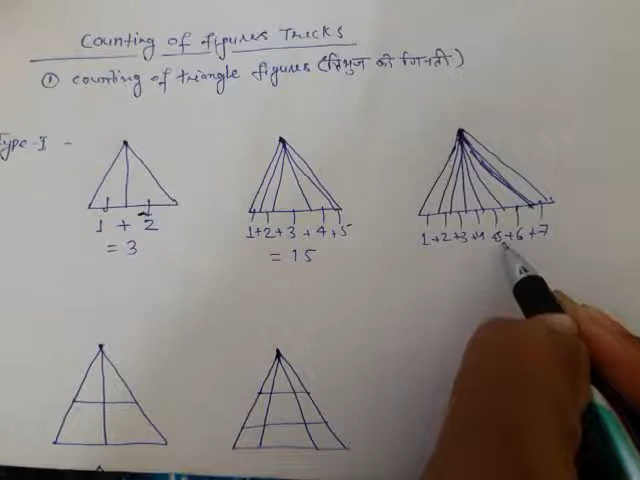 Counting of figures Tricks
① counting of triangle figures (त्रिभुज की गिनती)
Type-I -
1 + 2
= 3
1+2+3+4+5
= 15
1+2+3+4+5+6+7